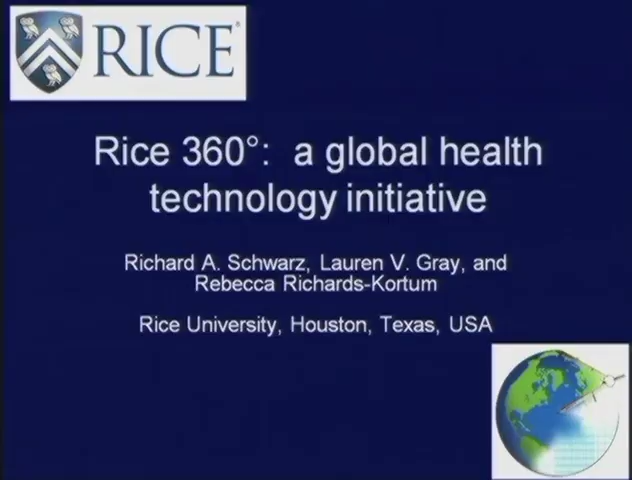 RICE®
Rice 360°: a global health
technology initiative
Richard A. Schwarz, Lauren V. Gray, and
Rebecca Richards-Kortum
Rice University, Houston, Texas, USA